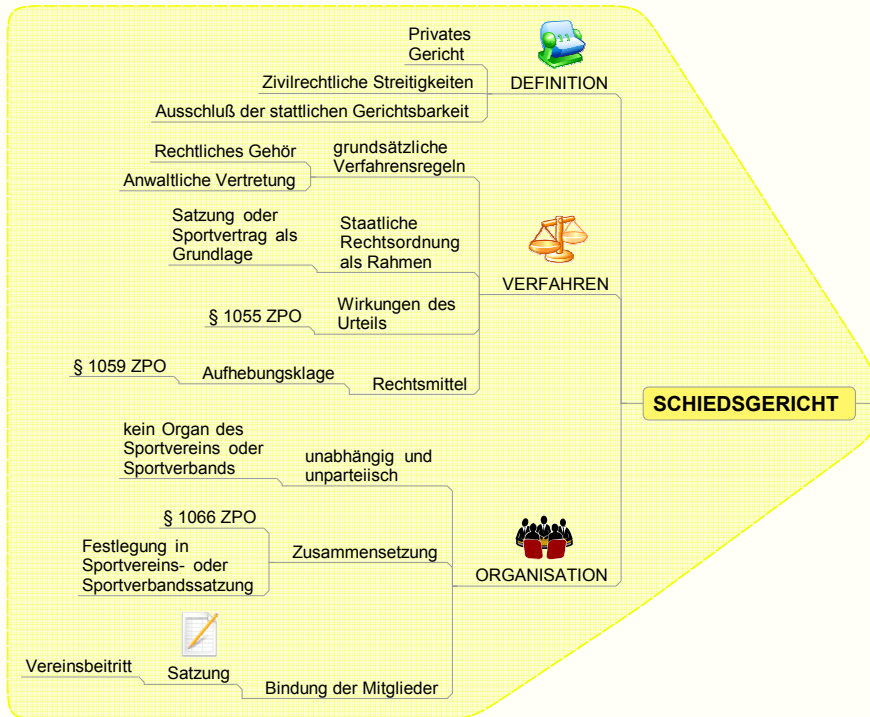 Privates
Gericht
Zivilrechtliche Streitigkeiten
Ausschluß der stattlichen Gerichtsbarkeit
DEFINITION
Rechtliches Gehör
Anwaltliche Vertretung
grundsätzliche
Verfahrensregeln
Satzung oder
Sportvertrag als
Grundlage
Staatliche
Rechtsordnung
als Rahmen
§ 1055 ZPO
Wirkungen des
Urteils
§ 1059 ZPO
Aufhebungsklage
Rechtsmittel
VERFAHREN
SCHIEDSGERICHT
kein Organ des
Sportvereins oder
Sportverbands
unabhängig und
unparteiisch
§ 1066 ZPO
Festlegung in
Sportvereins- oder
Sportverbandssatzung
Zusammensetzung
ORGANISATION
Vereinsbeitritt
Satzung
Bindung der Mitglieder